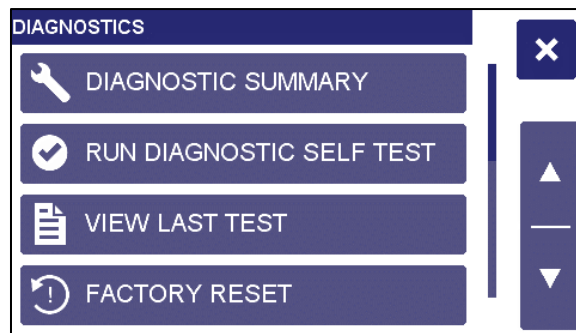 DIAGNOSTICS
DIAGNOSTIC SUMMARY
RUN DIAGNOSTIC SELF TEST
VIEW LAST TEST
FACTORY RESET